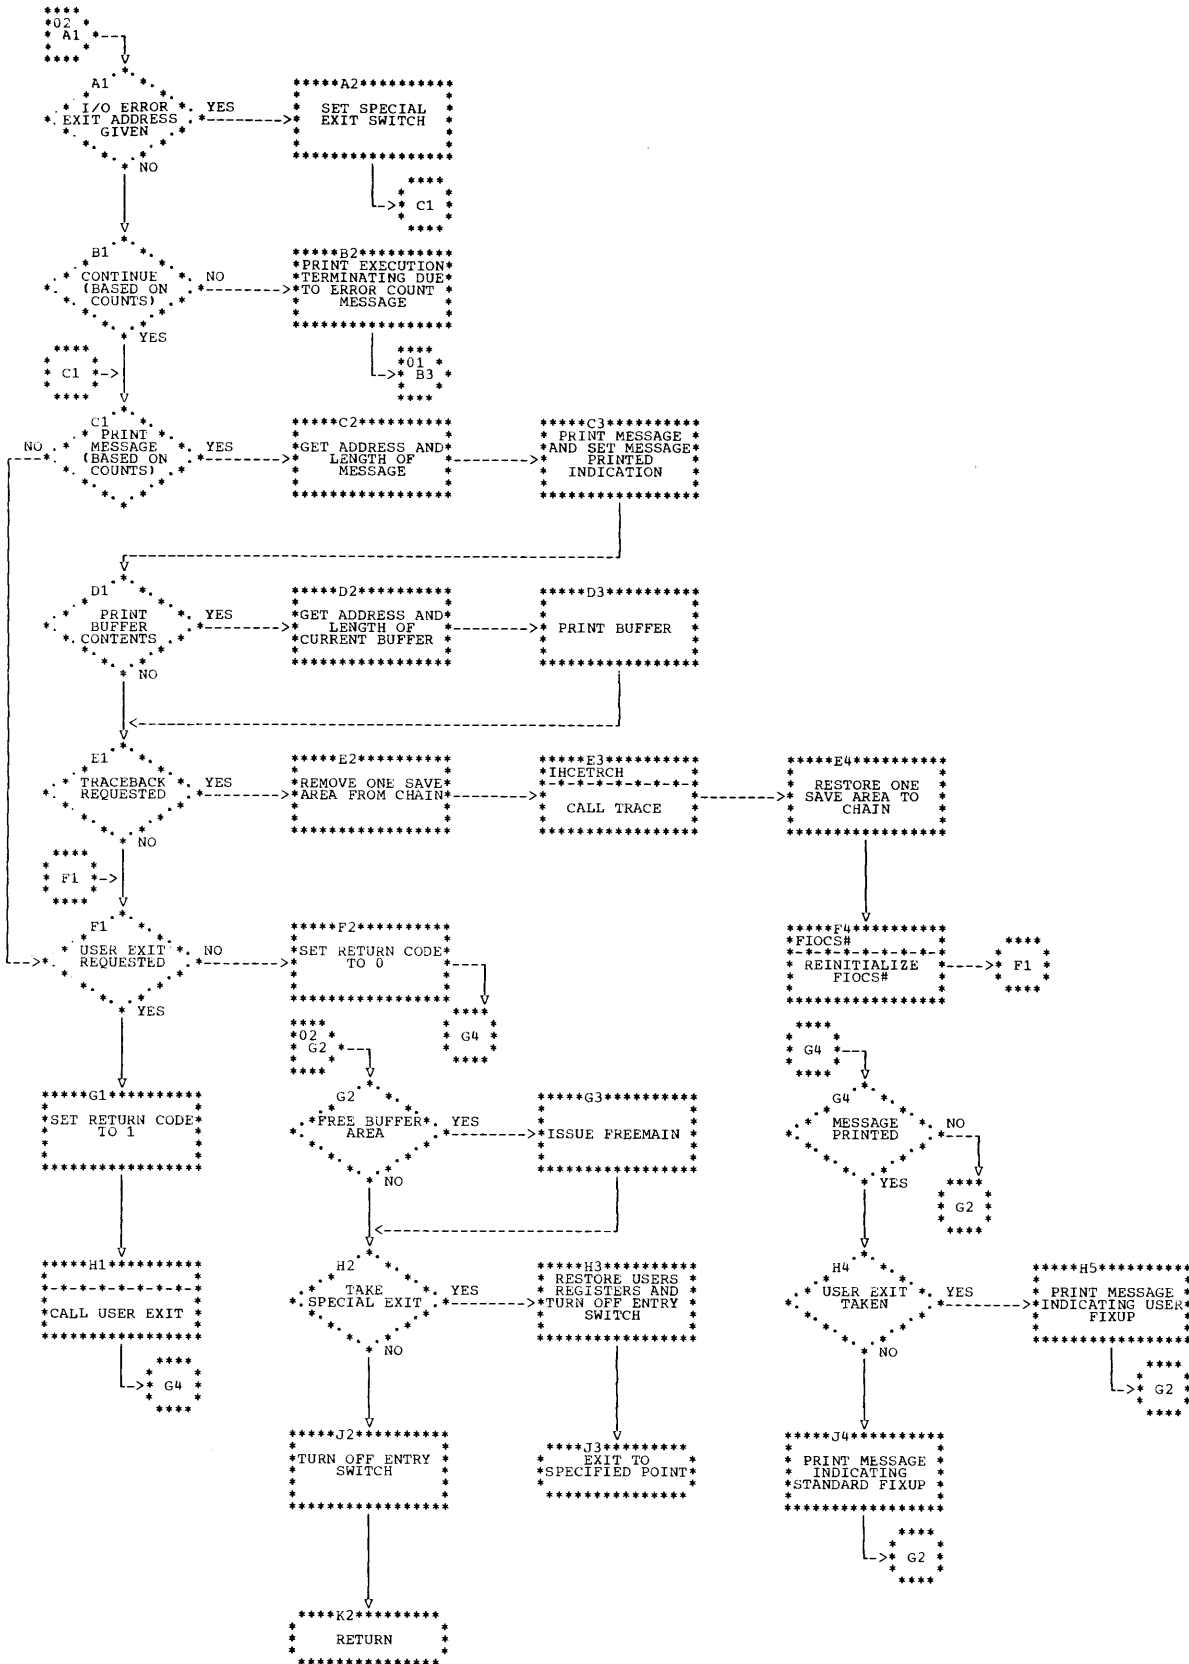 02
A1
A1
I/O ERROR
EXIT ADDRESS
GIVEN
YES
NO
A2
SET SPECIAL
EXIT SWITCH
C1
B1
CONTINUE
(BASED ON
COUNTS)
NO
YES
B2
PRINT EXECUTION
TERMINATING DUE
TO ERROR COUNT
MESSAGE
01
B3
C1
C1
PRINT
MESSAGE
(BASED ON
COUNTS)
NO
YES
C2
GET ADDRESS AND
LENGTH OF
MESSAGE
C3
PRINT MESSAGE
AND SET MESSAGE
PRINTED
INDICATION
D1
PRINT
BUFFER
CONTENTS
YES
NO
D2
GET ADDRESS AND
LENGTH OF
CURRENT BUFFER
D3
PRINT BUFFER
E1
TRACEBACK
REQUESTED
YES
NO
E2
REMOVE ONE SAVE
AREA FROM CHAIN
E3
IHCETRCH
CALL TRACE
E4
RESTORE ONE
SAVE AREA TO
CHAIN
F1
F1
USER EXIT
REQUESTED
NO
YES
F2
SET RETURN CODE
TO 0
G4
F4
FIOCS#
REINITIALIZE
FIOCS#
F1
02
G2
G4
G1
SET RETURN CODE
TO 1
G2
FREE BUFFER
AREA
YES
NO
G3
ISSUE FREEMAIN
G4
MESSAGE
PRINTED
NO
YES
G2
H1
CALL USER EXIT
G4
H2
TAKE
SPECIAL EXIT
YES
NO
H3
RESTORE USERS
REGISTERS AND
TURN OFF ENTRY
SWITCH
H4
USER EXIT
TAKEN
YES
NO
H5
PRINT MESSAGE
INDICATING USER
FIXUP
G2
J2
TURN OFF ENTRY
SWITCH
J3
EXIT TO
SPECIFIED POINT
J4
PRINT MESSAGE
INDICATING
STANDARD FIXUP
G2
K2
RETURN